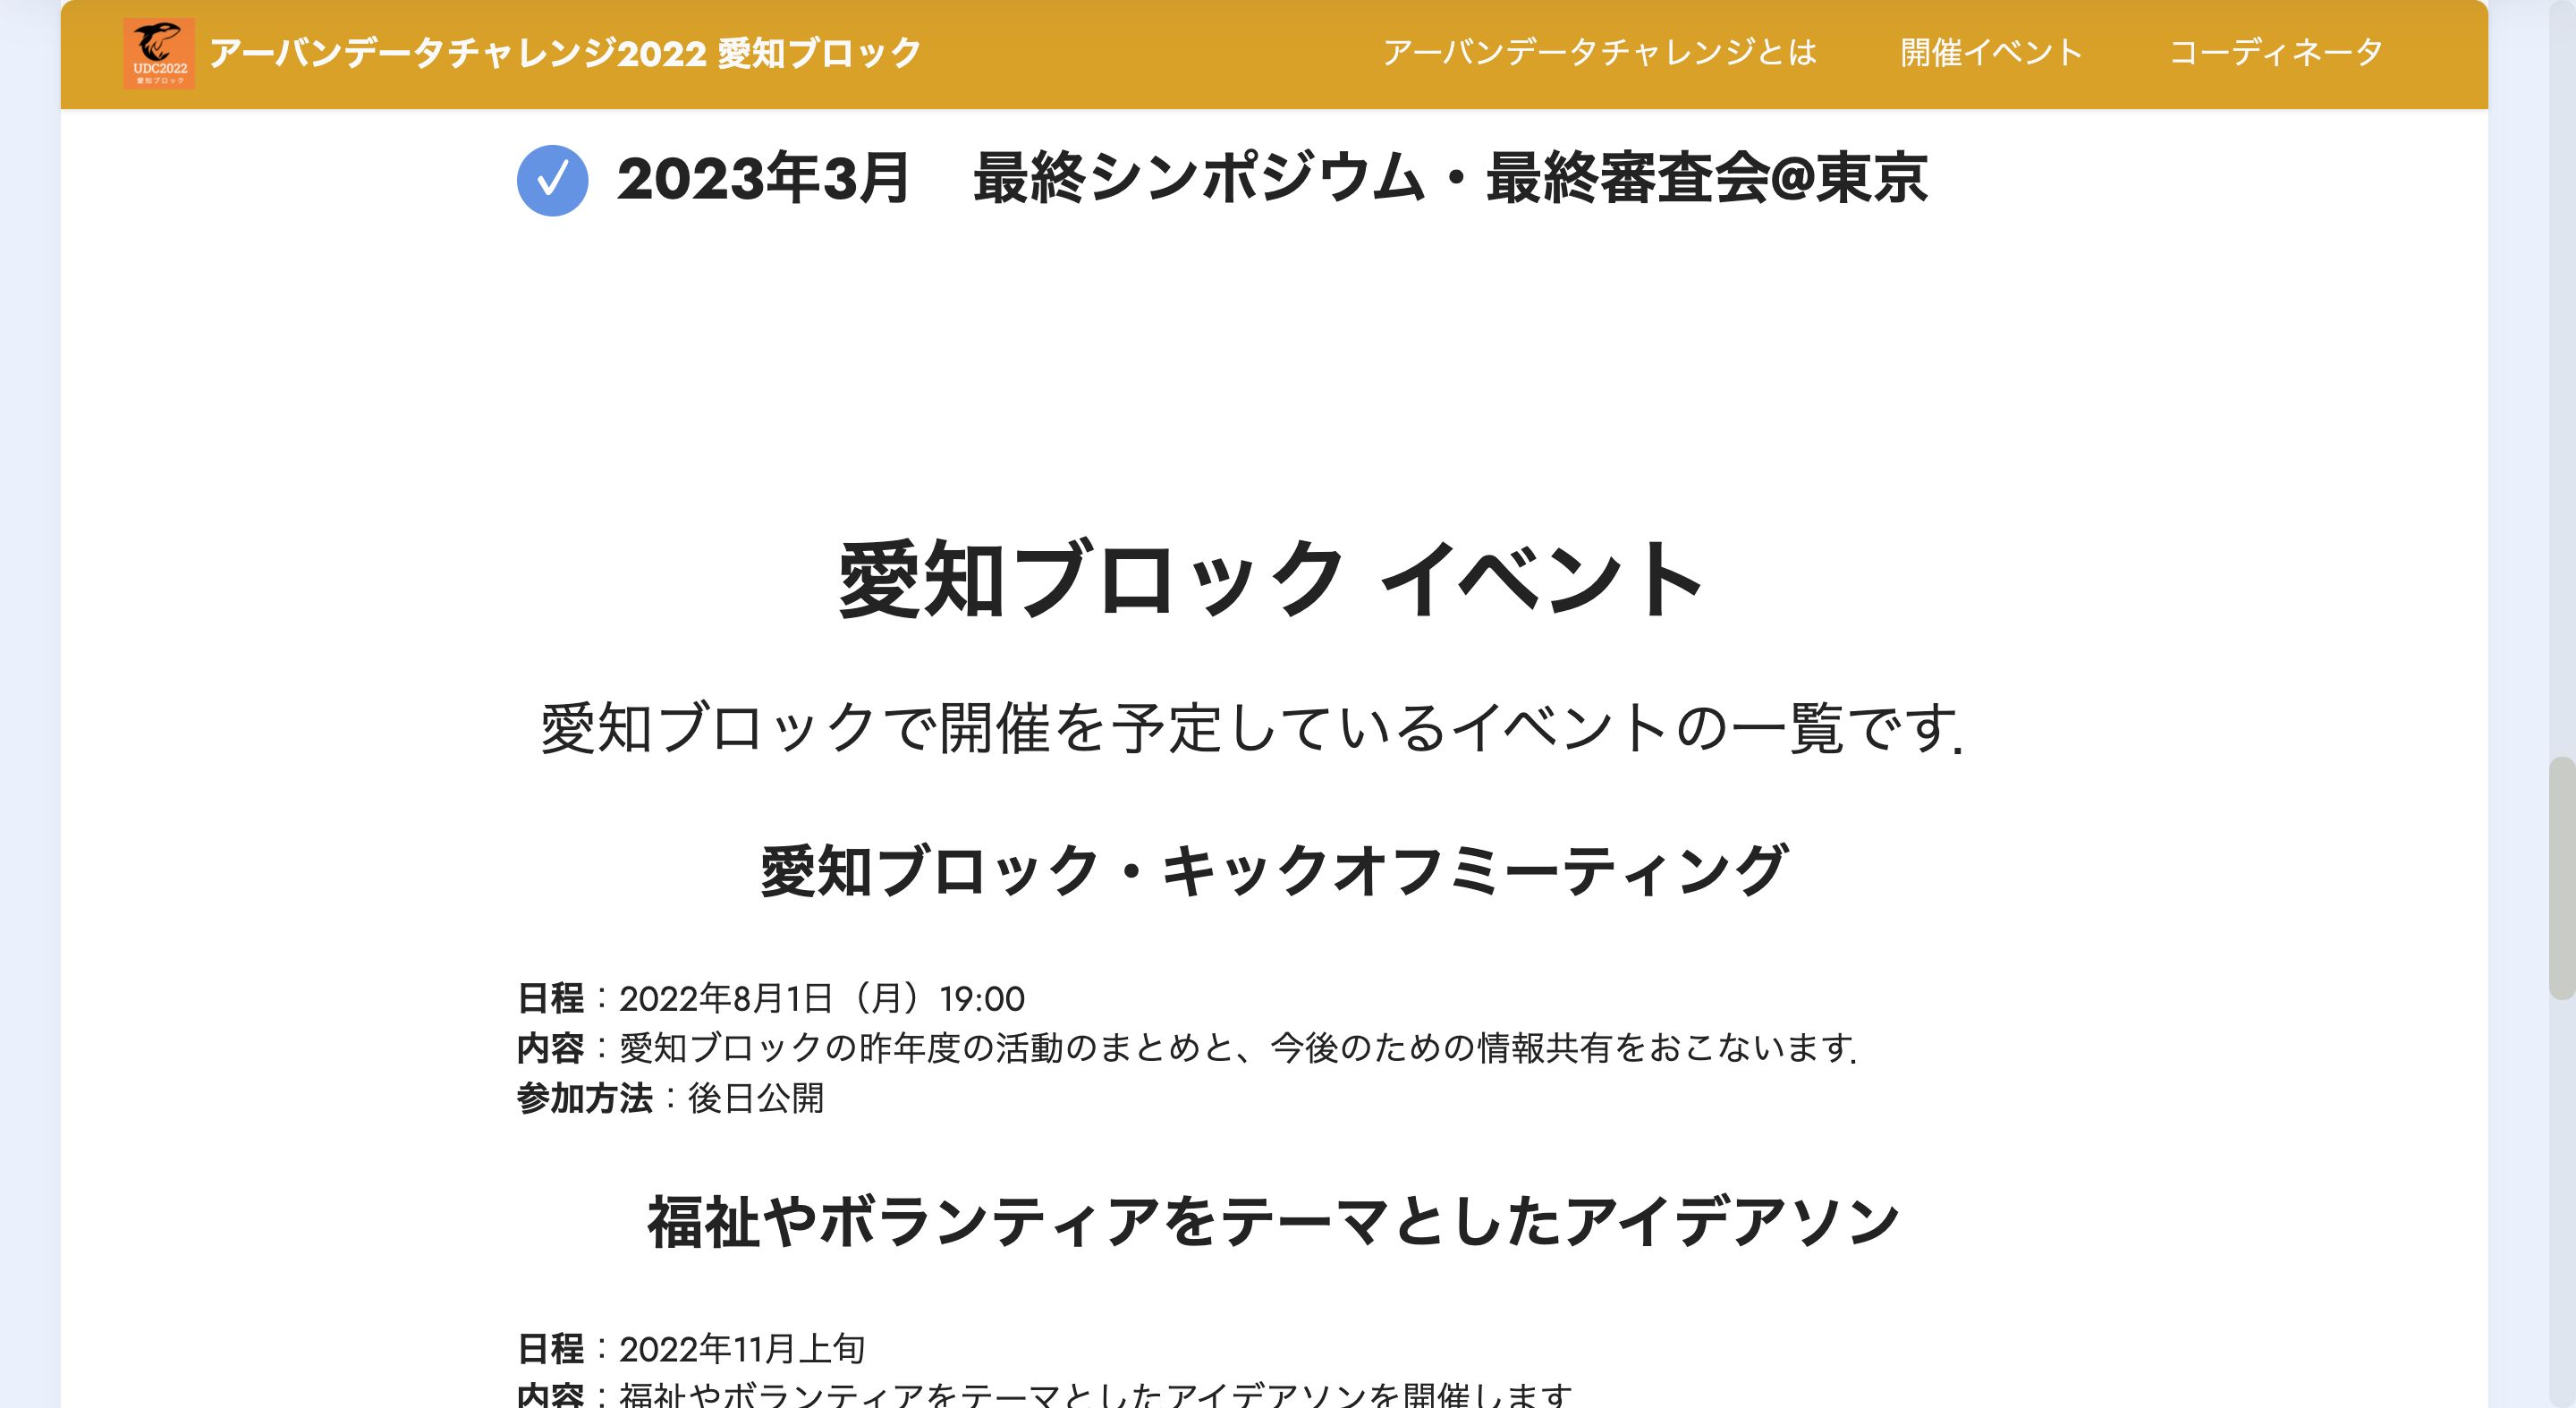 UDC2022
愛知ブロック
アーバンデータチャレンジ2022 愛知ブロック
アーバンデータチャレンジとは
開催イベント
コーディネータ
2023年3月　最終シンポジウム・最終審査会@東京
愛知ブロック イベント
愛知ブロックで開催を予定しているイベントの一覧です.
愛知ブロック・キックオフミーティング
日程：2022年8月1日（月）19:00
内容：愛知ブロックの昨年度の活動のまとめと、今後のための情報共有をおこないます.
参加方法：後日公開
福祉やボランティアをテーマとしたアイデアソン
日程：2022年11月上旬
内容：福祉やボランティアをテーマとしたアイデアソンを開催します